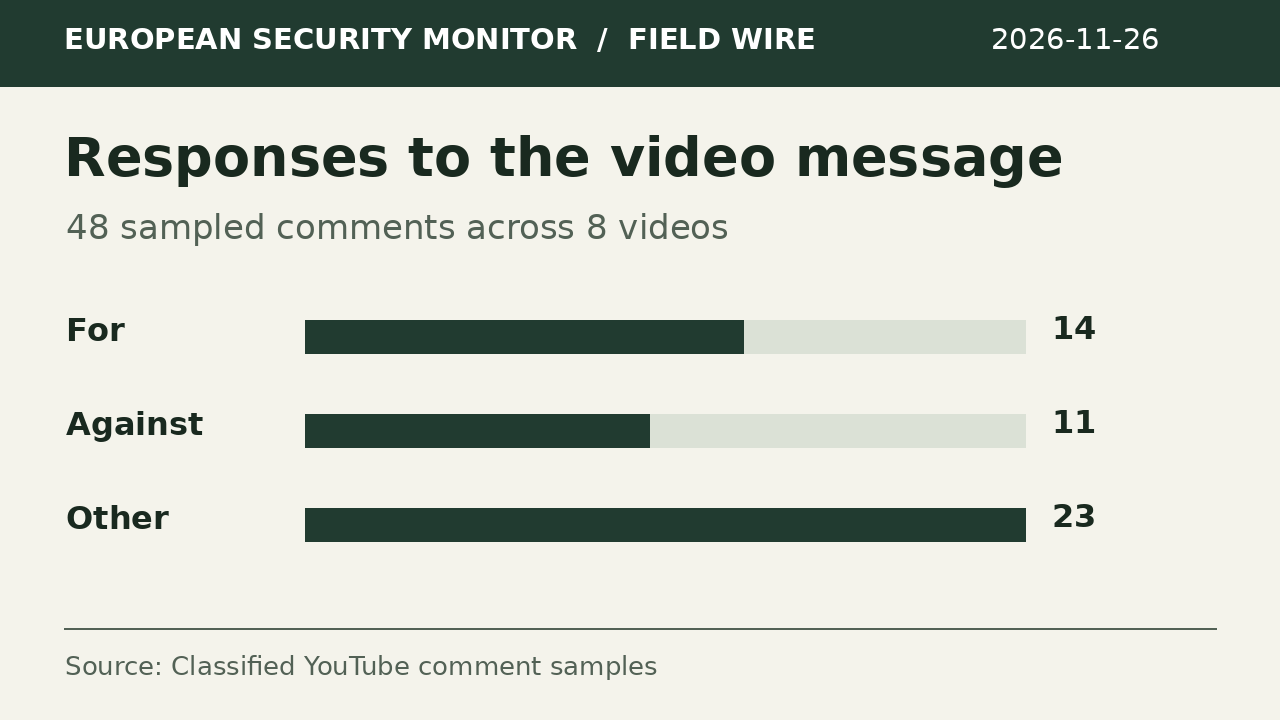 EUROPEAN SECURITY MONITOR / FIELD WIRE 2026-11-26
Responses to the video message
48 sampled comments across 8 videos
For 14
Against 11
Other 23
Source: Classified YouTube comment samples